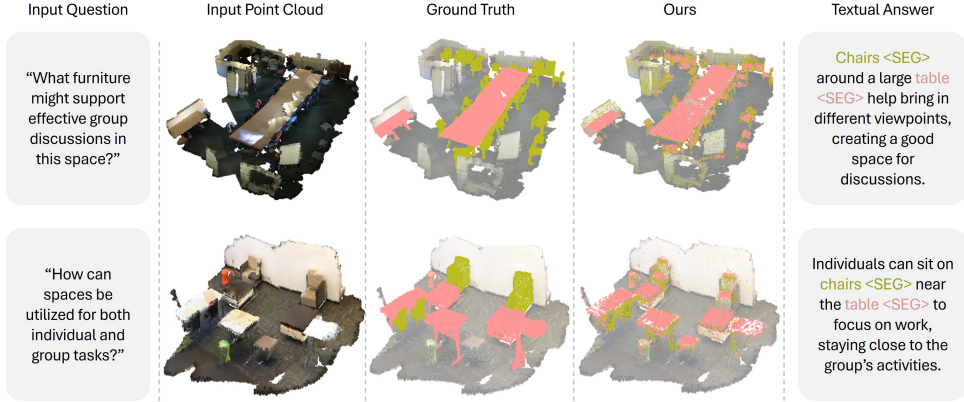 Input Question
Input Point Cloud
Ground Truth
Ours
Textual Answer
“What furniture
might support
effective group
discussions in
this space?”
Chairs <SEG>
around a large table
<SEG> help bring in
different viewpoints,
creating a good
space for
discussions.
“How can
spaces be
utilized for both
individual and
group tasks?”
Individuals can sit on
chairs <SEG> near
the table <SEG> to
focus on work,
staying close to the
group’s activities.